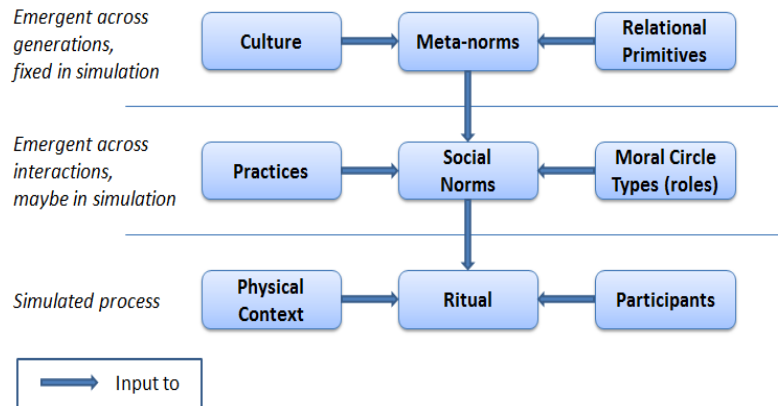 Emergent across
generations,
fixed in simulation
Culture
Meta-norms
Relational
Primitives
Emergent across
interactions,
maybe in simulation
Practices
Social
Norms
Moral Circle
Types (roles)
Simulated process
Physical
Context
Ritual
Participants
Input to